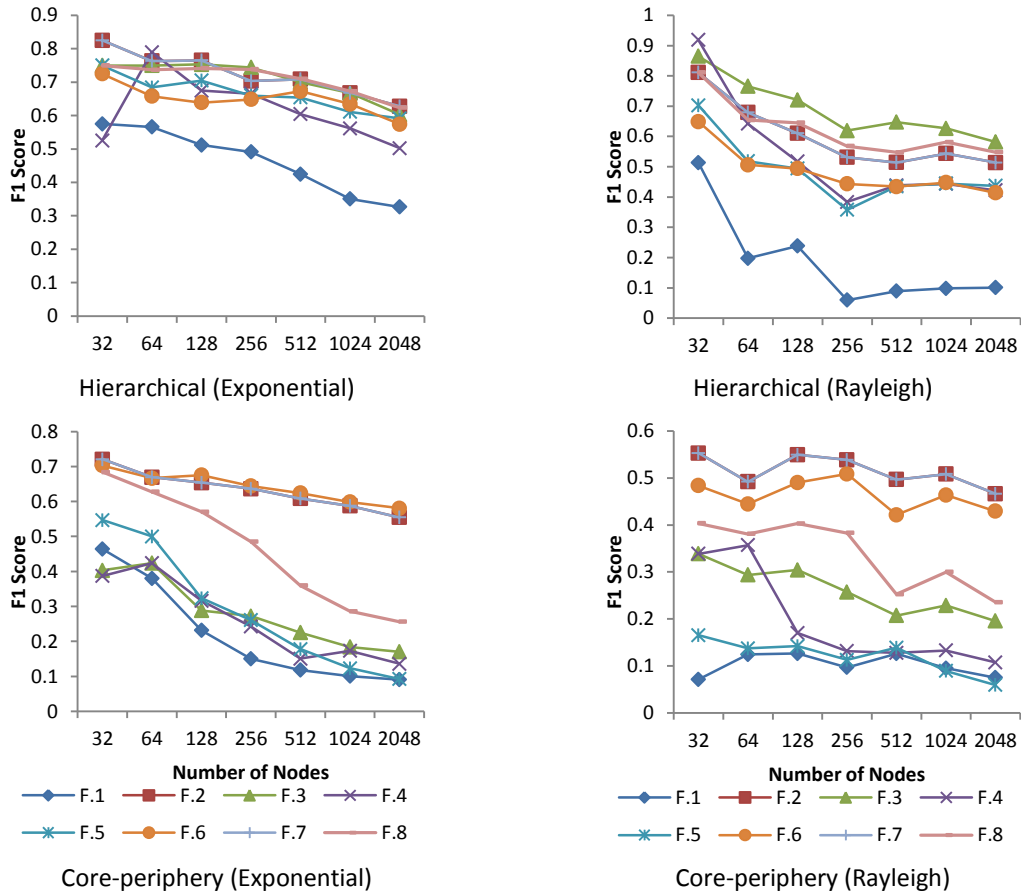 0.9
0.8
0.7
0.6
0.5
0.4
0.3
0.2
0.1
0
F1 Score
32 64 128 256 512 1024 2048
Hierarchical (Exponential)
1
0.9
0.8
0.7
0.6
0.5
0.4
0.3
0.2
0.1
0
F1 Score
32 64 128 256 512 1024 2048
Hierarchical (Rayleigh)
0.8
0.7
0.6
0.5
0.4
0.3
0.2
0.1
0
F1 Score
32 64 128 256 512 1024 2048
Number of Nodes
F.1 F.2 F.3 F.4
F.5 F.6 F.7 F.8
Core-periphery (Exponential)
0.6
0.5
0.4
0.3
0.2
0.1
0
F1 Score
32 64 128 256 512 1024 2048
Number of Nodes
F.1 F.2 F.3 F.4
F.5 F.6 F.7 F.8
Core-periphery (Rayleigh)